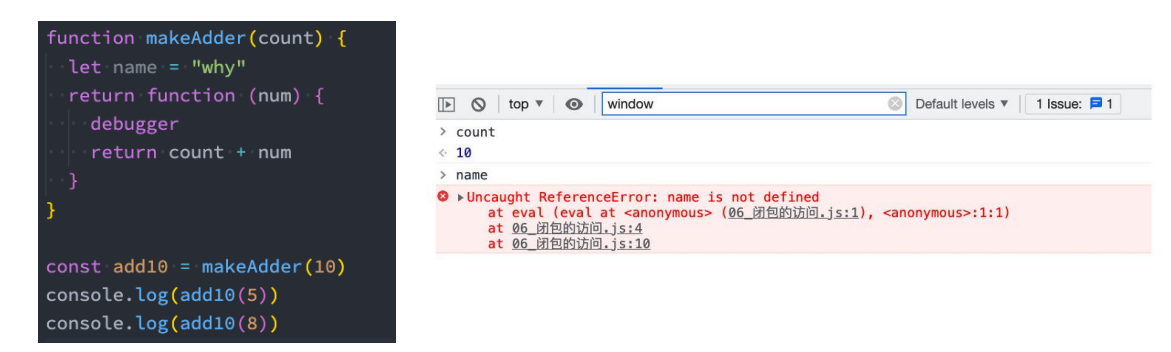 function makeAdder(count) {
let name = "why"
return function (num) {
debugger
return count + num
}
}
const add10 = makeAdder(10)
console.log(add10(5))
console.log(add10(8))
top ▼
window
Default levels ▼
1 Issue: 1
> count
< 10
> name
Uncaught ReferenceError: name is not defined
at eval (eval at <anonymous> (06_闭包的访问.js:1), <anonymous>:1:1)
at 06_闭包的访问.js:4
at 06_闭包的访问.js:10